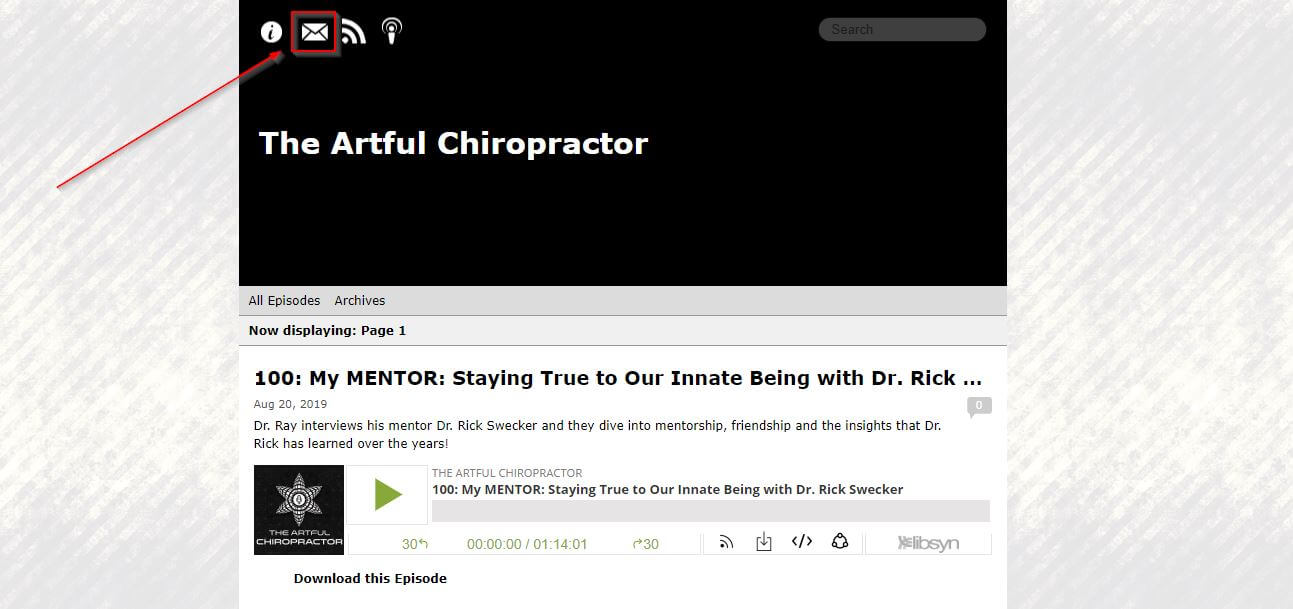 Search
The Artful Chiropractor
All Episodes Archives
Now displaying: Page 1
100: My MENTOR: Staying True to Our Innate Being with Dr. Rick ...
Aug 20, 2019
0
Dr. Ray interviews his mentor Dr. Rick Swecker and they dive into mentorship, friendship and the insights that Dr.
Rick has learned over the years!
THE ARTFUL CHIROPRACTOR
100: My MENTOR: Staying True to Our Innate Being with Dr. Rick Swecker
THE ARTFUL
CHIROPRACTOR
30 00:00:00 / 01:14:01 30 libsyn
Download this Episode